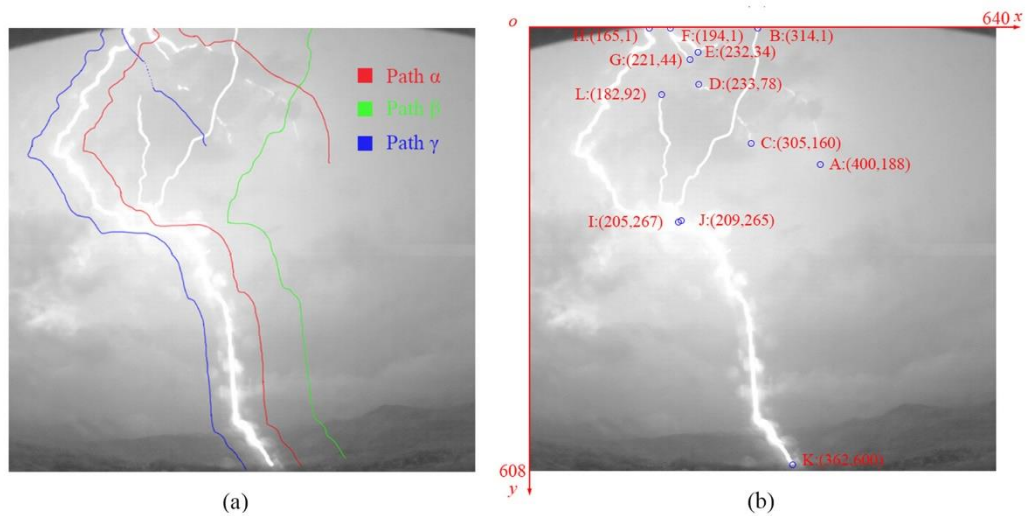 Path α
Path β
Path γ
(a)
o
640 x
H:(165,1)
F:(194,1)
B:(314,1)
E:(232,34)
G:(221,44)
D:(233,78)
L:(182,92)
C:(305,160)
A:(400,188)
I:(205,267)
J:(209,265)
K:(362,600)
608
y
(b)